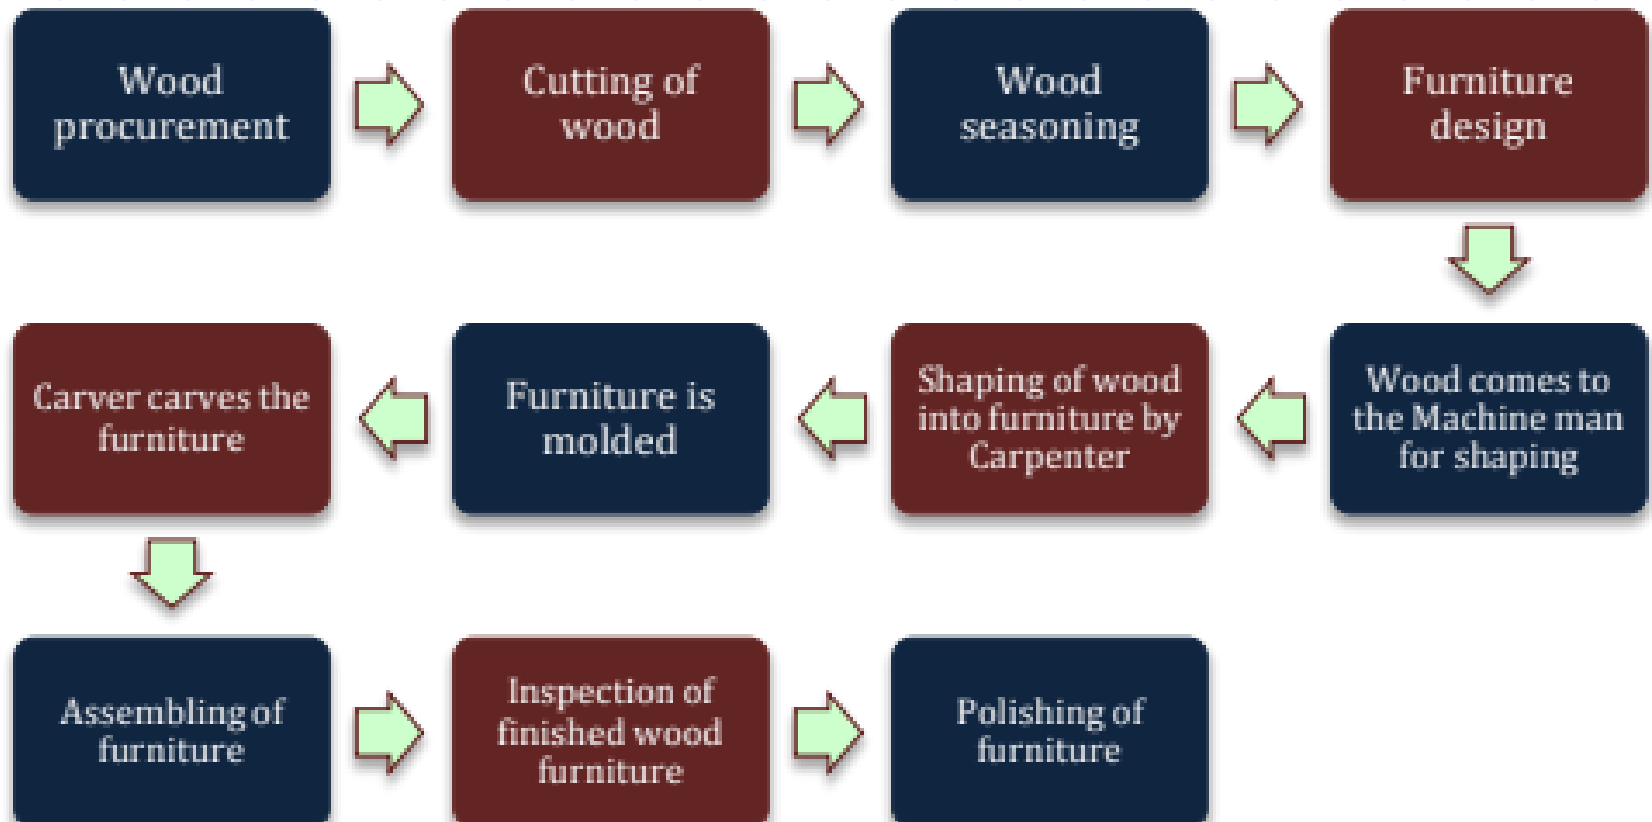 Wood
procurement
Cutting of
wood
Wood
seasoning
Furniture
design
Wood comes to
the Machine man
for shaping
Shaping of wood
into furniture by
Carpenter
Furniture is
molded
Carver carves the
furniture
Assembling of
furniture
Inspection of
finished wood
furniture
Polishing of
furniture